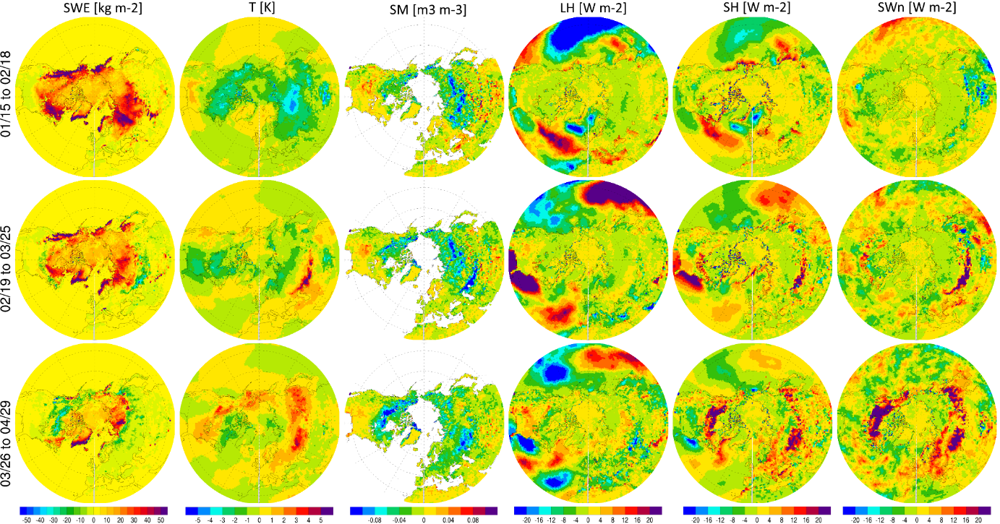 SWE [kg m-2] T [K] SM [m3 m-3] LH [W m-2] SH [W m-2] SWn [W m-2]
01/15 to 02/18
02/19 to 03/25
03/26 to 04/29
-50 -40 -30 -20 -10 0 10 20 30 40 50
-5 -4 -3 -2 -1 0 1 2 3 4 5
-0.08 -0.04 0 0.04 0.08
-20 -16 -12 -8 -4 0 4 8 12 16 20
-20 -16 -12 -8 -4 0 4 8 12 16 20
-20 -16 -12 -8 -4 0 4 8 12 16 20